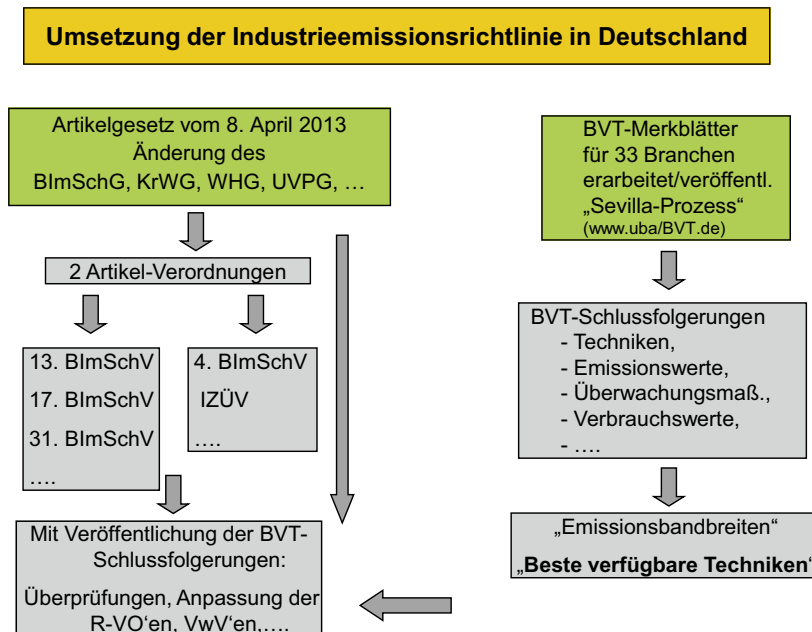 Umsetzung der Industrieemissionsrichtlinie in Deutschland
Artikelgesetz vom 8. April 2013
Änderung des
BImSchG, KrWG, WHG, UVPG, …
2 Artikel-Verordnungen
13. BImSchV
17. BImSchV
31. BImSchV
….
4. BImSchV
IZÜV
….
Mit Veröffentlichung der BVT-
Schlussfolgerungen:
Überprüfungen, Anpassung der
R-VO‘en, VwV‘en,….
BVT-Merkblätter
für 33 Branchen
erarbeitet/veröffentl.
„Sevilla-Prozess“
(www.uba/BVT.de)
BVT-Schlussfolgerungen
- Techniken,
- Emissionswerte,
- Überwachungsmaß.,
- Verbrauchswerte,
- ….
„Emissionsbandbreiten“
„Beste verfügbare Techniken“